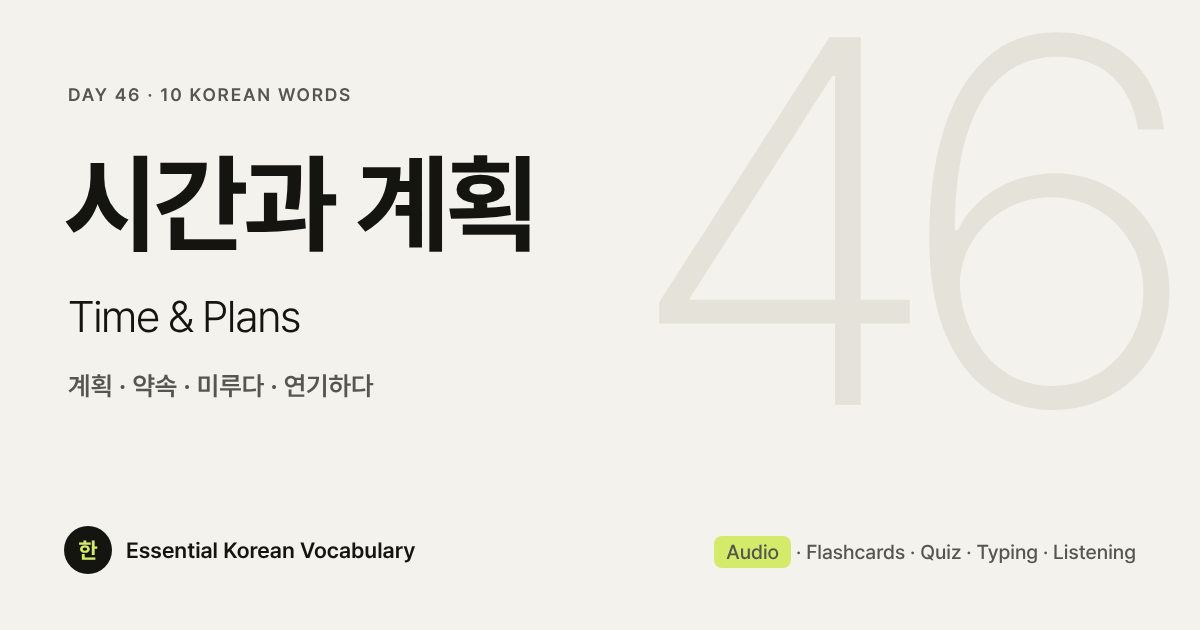 DAY 46 · 10 KOREAN WORDS
46
시간과 계획
Time & Plans
계획 · 약속 · 미루다 · 연기하다
한 Essential Korean Vocabulary
Audio · Flashcards · Quiz · Typing · Listening